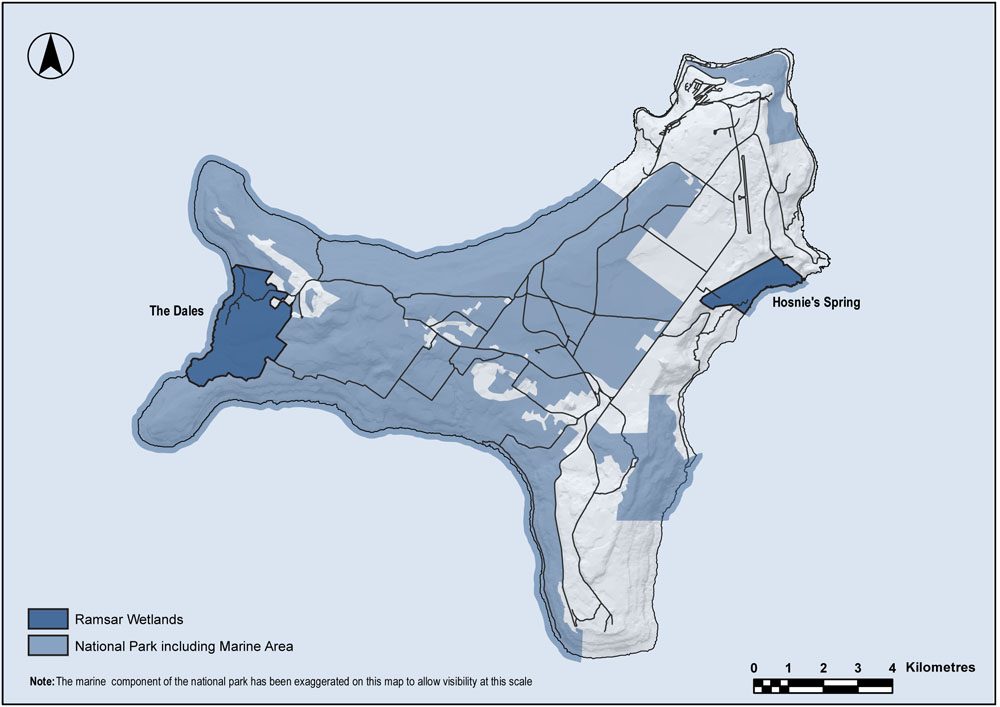 The Dales
Hosnie's Spring
Ramsar Wetlands
National Park including Marine Area
Note: The marine component of the national park has been exaggerated on this map to allow visibility at this scale
0 1 2 3 4 Kilometres